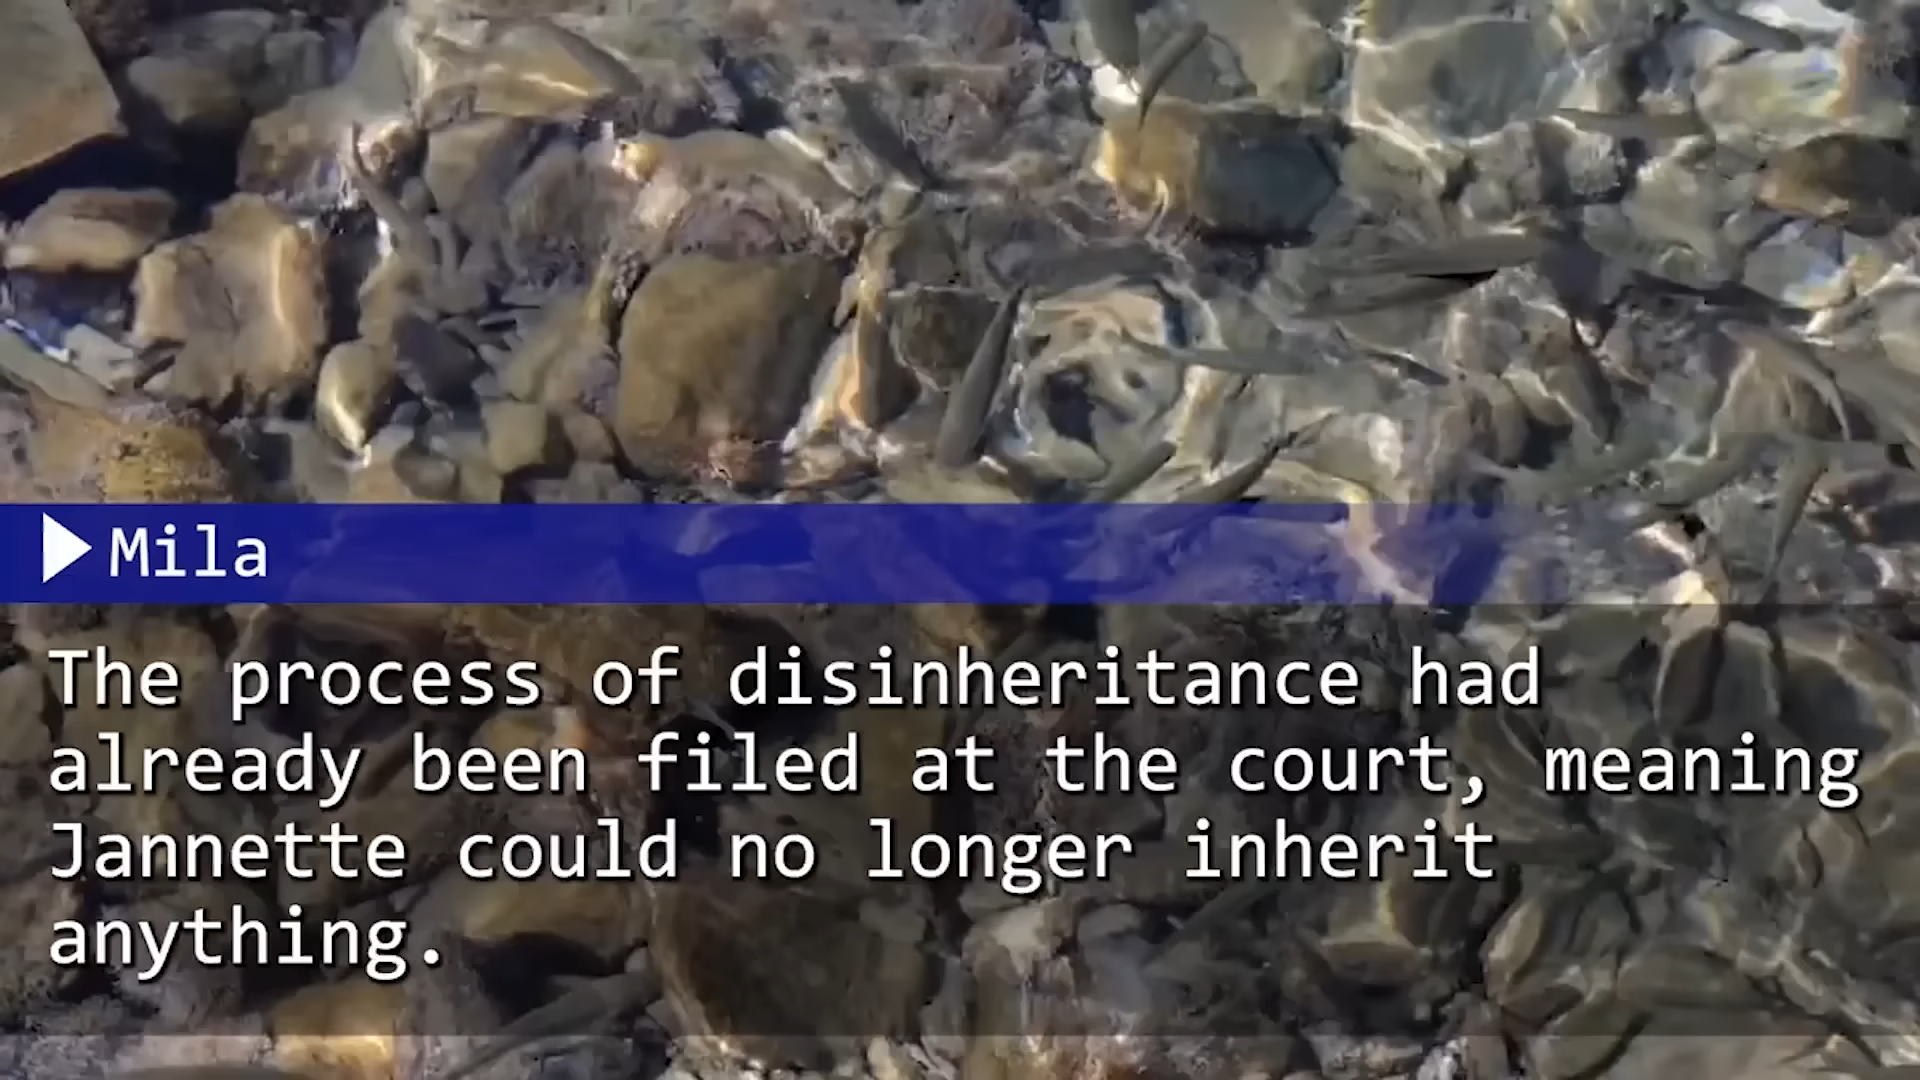 Mila
The process of disinheritance had
already been filed at the court, meaning
Jannette could no longer inherit
anything.